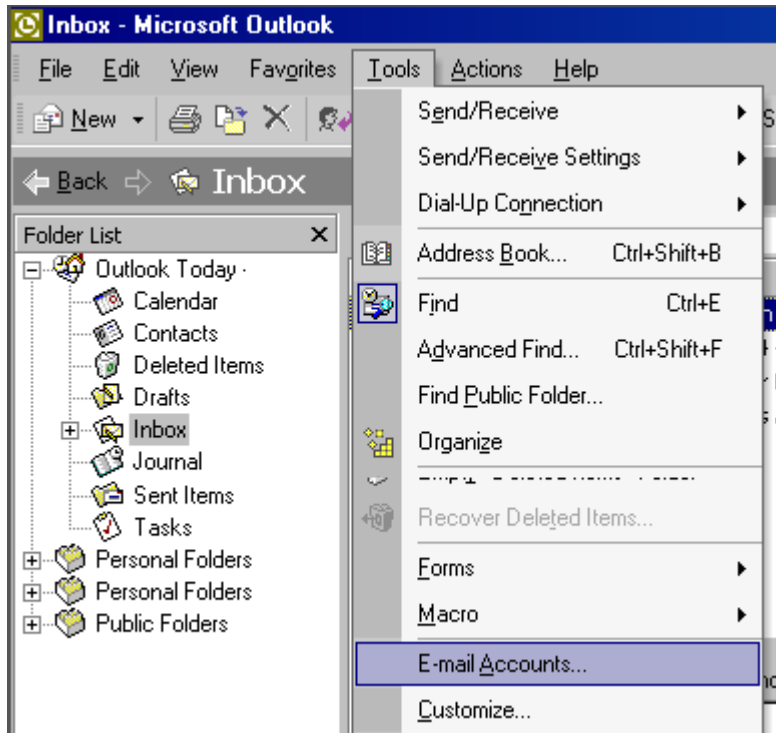 Inbox - Microsoft Outlook
File Edit View Favorites Tools Actions Help
New
Back Inbox
Folder List
Outlook Today
Calendar
Contacts
Deleted Items
Drafts
Inbox
Journal
Sent Items
Tasks
Personal Folders
Personal Folders
Public Folders
Send/Receive
Send/Receive Settings
Dial-Up Connection
Address Book... Ctrl+Shift+B
Find Ctrl+E
Advanced Find... Ctrl+Shift+F
Find Public Folder...
Organize
Recover Deleted Items...
Forms
Macro
E-mail Accounts...
Customize...